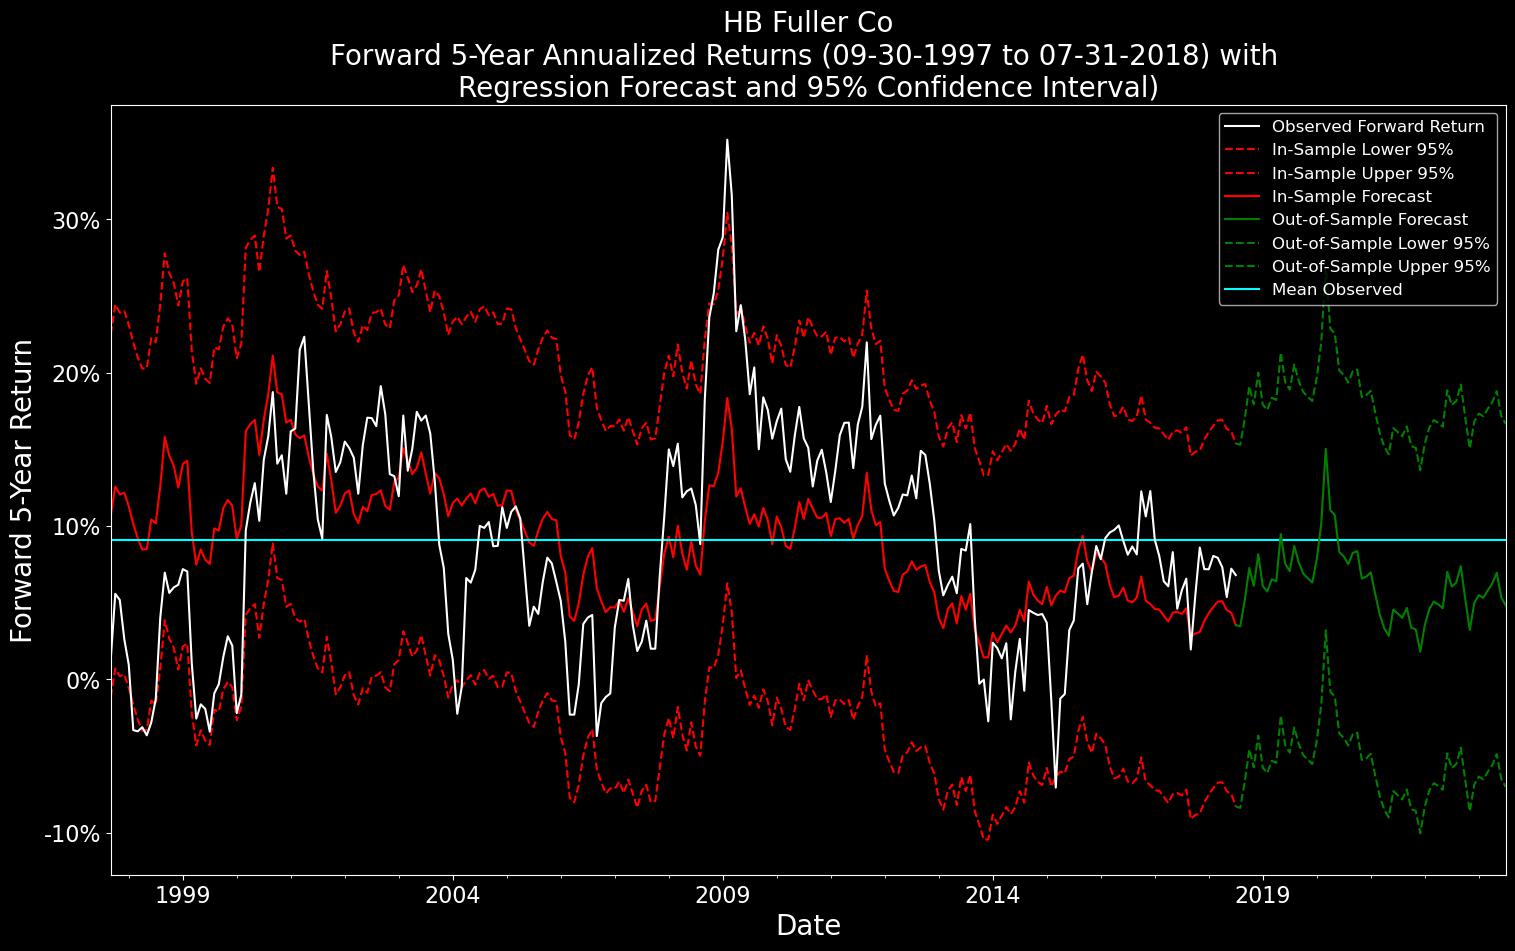 HB Fuller Co
Forward 5-Year Annualized Returns (09-30-1997 to 07-31-2018) with
Regression Forecast and 95% Confidence Interval)
Observed Forward Return
In-Sample Lower 95%
In-Sample Upper 95%
In-Sample Forecast
Out-of-Sample Forecast
Out-of-Sample Lower 95%
Out-of-Sample Upper 95%
Mean Observed
Forward 5-Year Return
30%
20%
10%
0%
-10%
1999
2004
2009
2014
2019
Date